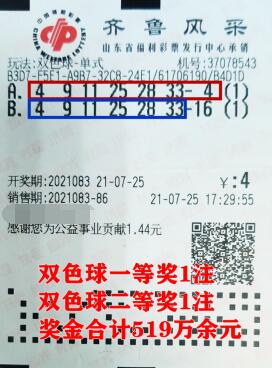 中国福利彩票
CHINA WELFARE LOTTERY
齐鲁风采
山东省福利彩票发行中心承销
玩法:双色球-单式 机号:37078543
B3D7-F5E1-A9B7-32C8-24E1/61706190/B4D1D
A. 4 9 11 25 28 33- 4 (1)
B. 4 9 11 25 28 33-16 (1)
开奖期:2021083 21-07-25 ¥:4
销售期:2021083-86 21-07-25 17:29:55
感谢您为公益事业贡献1.44元
双色球一等奖1注
双色球二等奖1注
奖金合计519万余元